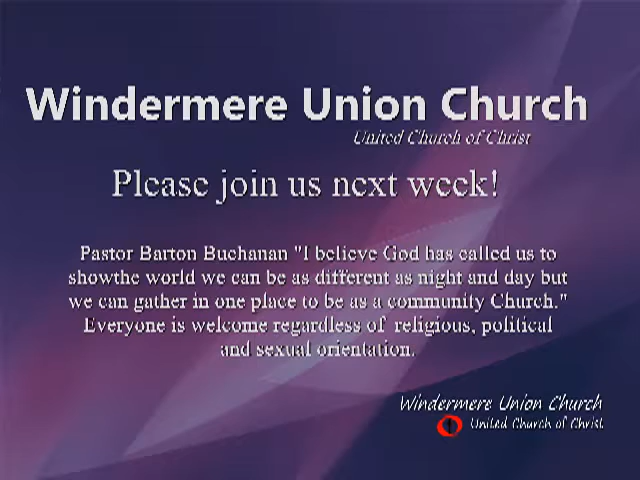 Windermere Union Church
United Church of Christ
Please join us next week!
Pastor Barton Buchanan "I believe God has called us to
showthe world we can be as different as night and day but
we can gather in one place to be as a community Church."
Everyone is welcome regardless of religious, political
and sexual orientation.
Windermere Union Church
United Church of Christ